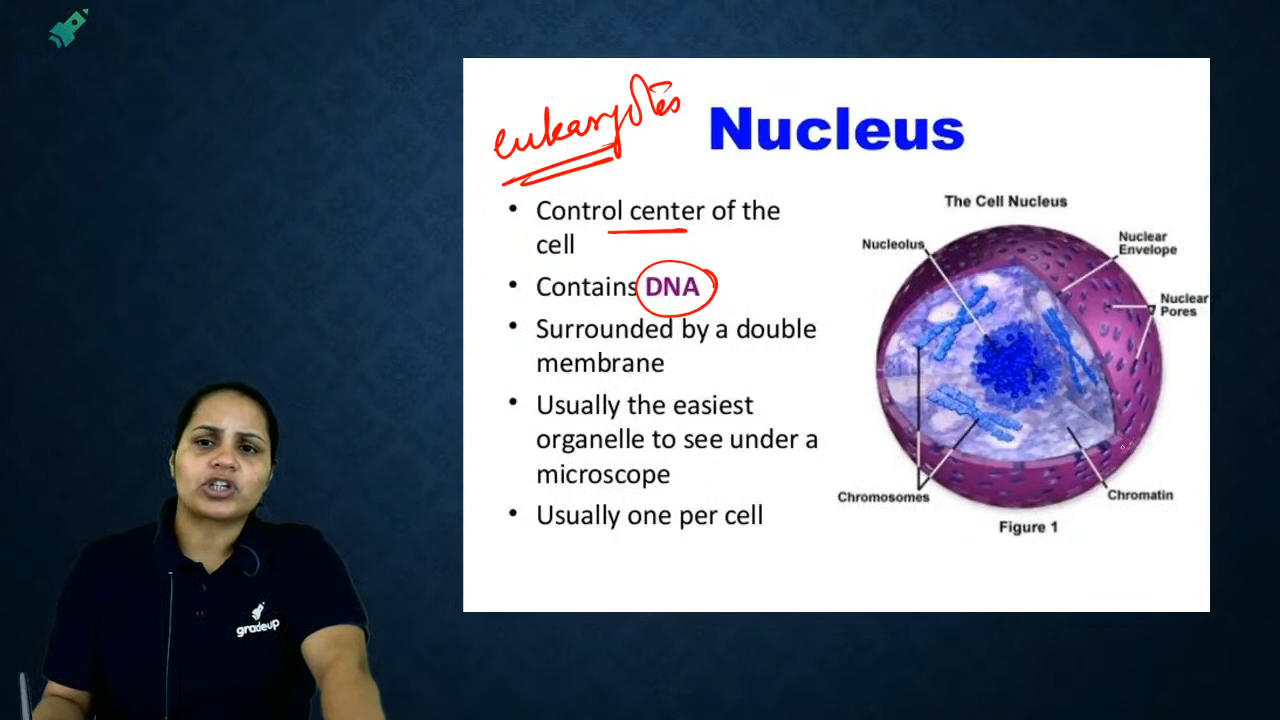 eukaryotes
Nucleus
• Control center of the
cell
• Contains DNA
• Surrounded by a double
membrane
• Usually the easiest
organelle to see under a
microscope
• Usually one per cell
The Cell Nucleus
Nucleolus
Nuclear
Envelope
Nuclear
Pores
Chromosomes
Chromatin
Figure 1
gradeup